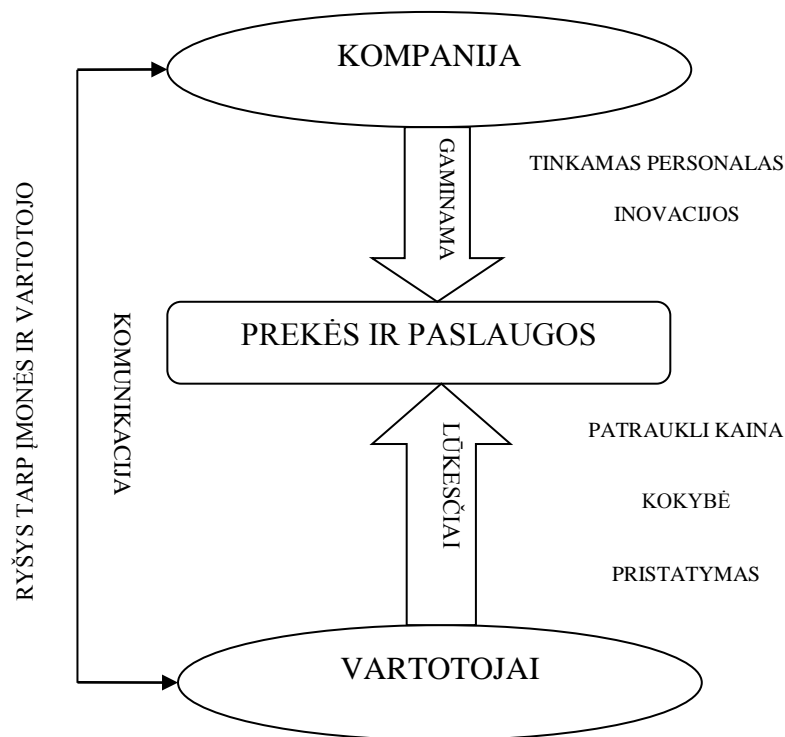 KOMPANIJA
GAMINAMA
TINKAMAS PERSONALAS
INOVACIJOS
RYŠYS TARP ĮMONĖS IR VARTOTOJO
KOMUNIKACIJA
PREKĖS IR PASLAUGOS
LŪKESČIAI
PATRAUKLI KAINA
KOKYBĖ
PRISTATYMAS
VARTOTOJAI